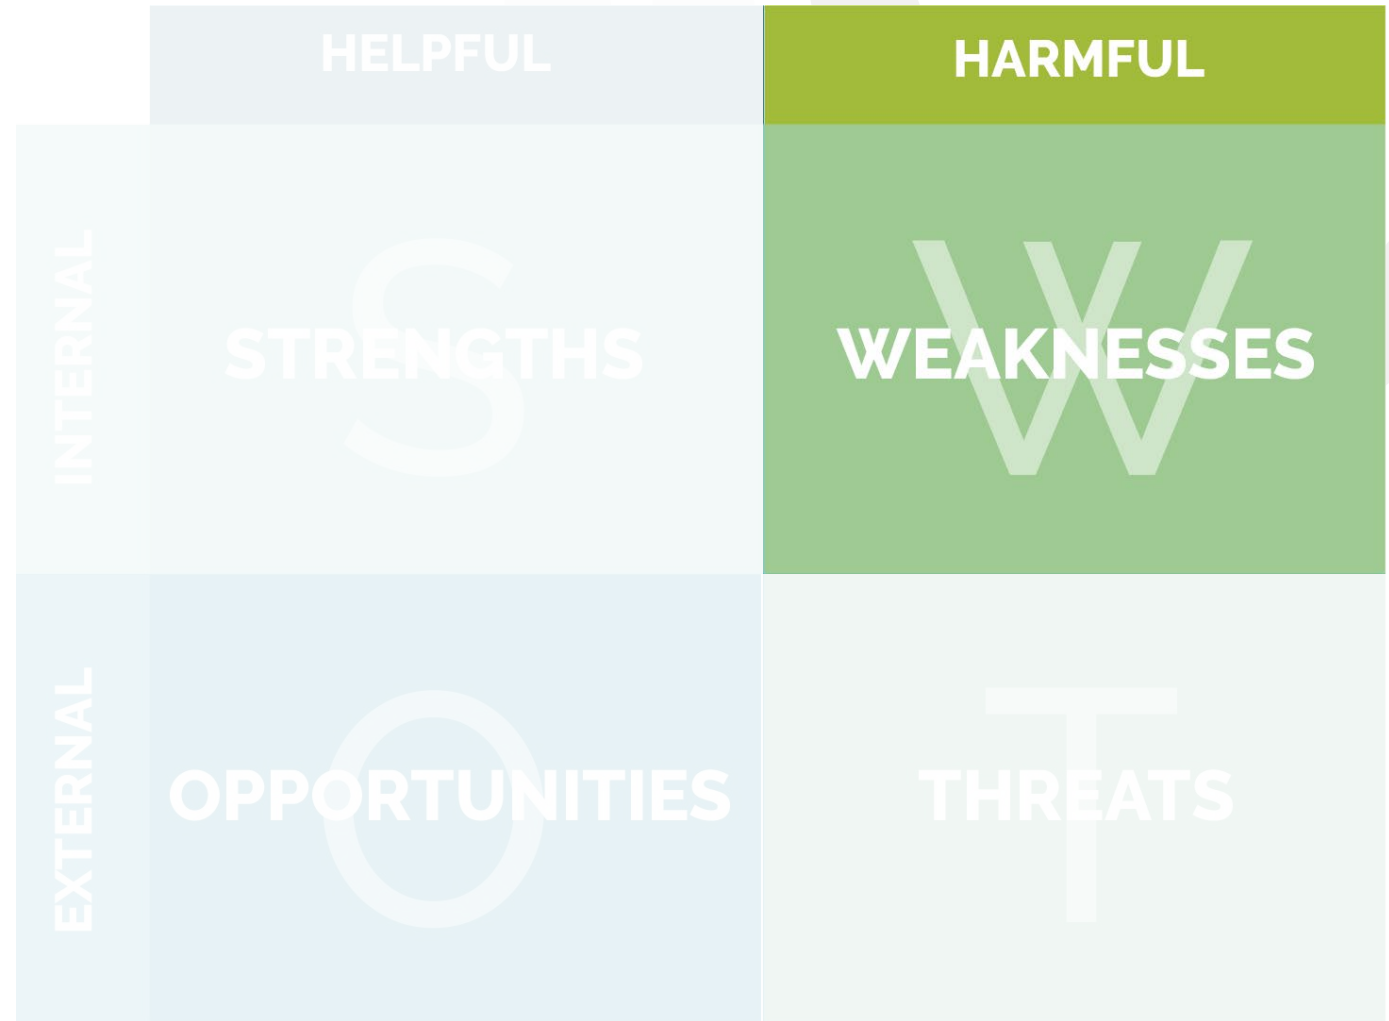 HELPFUL
HARMFUL
INTERNAL
S
STRENGTHS
W
WEAKNESSES
EXTERNAL
O
OPPORTUNITIES
T
THREATS